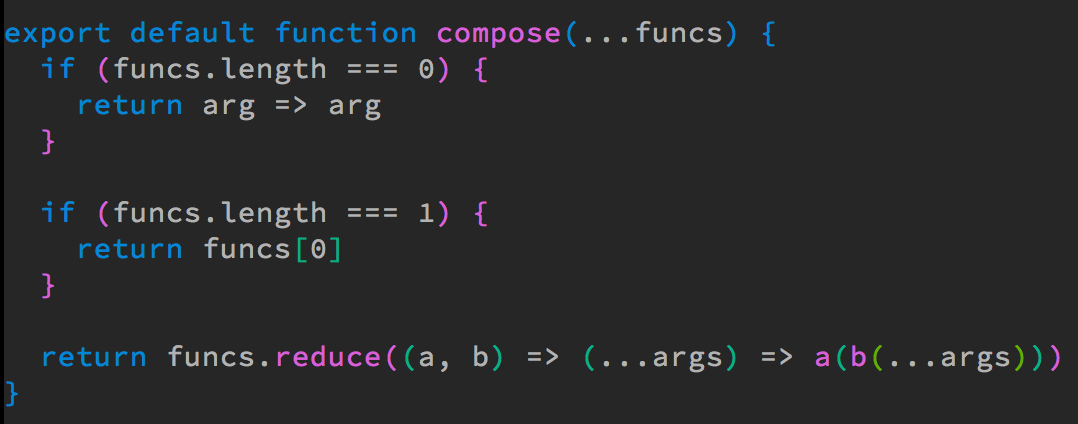 export default function compose(...funcs) {
  if (funcs.length === 0) {
    return arg => arg
  }

  if (funcs.length === 1) {
    return funcs[0]
  }

  return funcs.reduce((a, b) => (...args) => a(b(...args)))
}